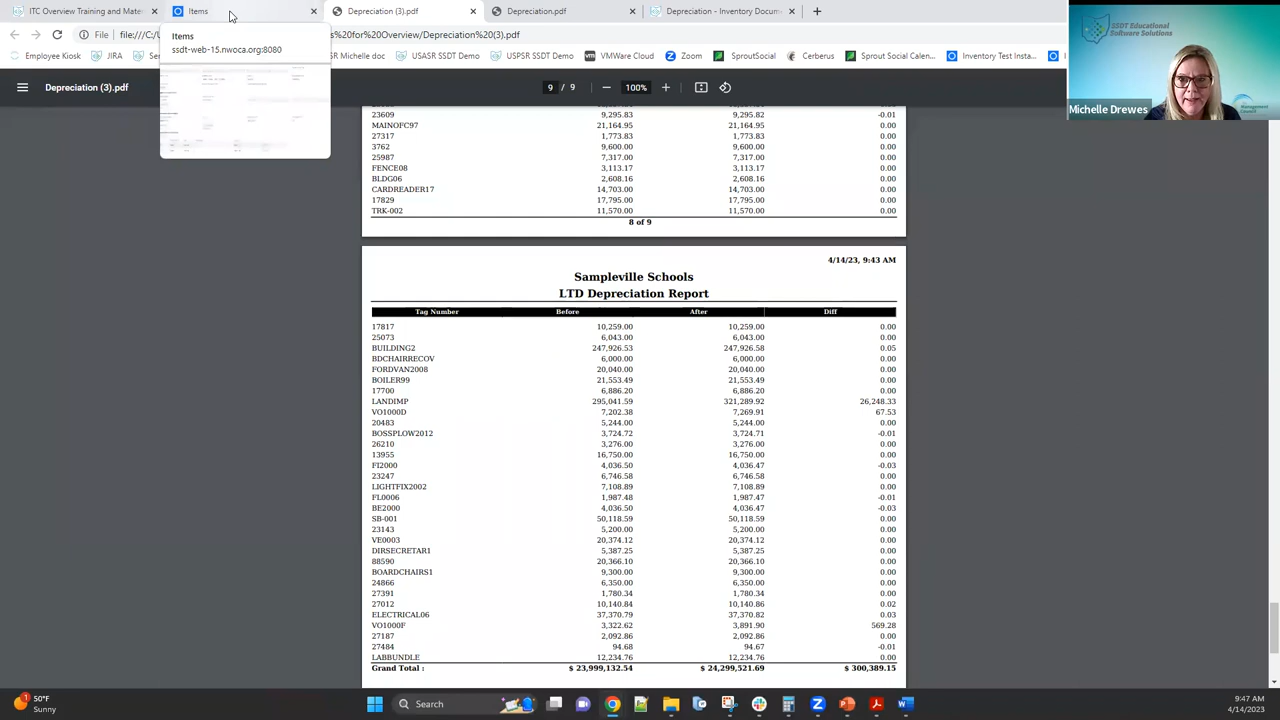 ITC Overview Training and Mater
Items
Depreciation (3).pdf
Depreciation.pdf
Depreciation – Inventory Docum
File
file:///C:/U
s%20for%20Overview/Depreciation%20(3).pdf
Items
ssdt-web-15.nwoca.org:8080
Employee Kiosk
JIRA
SR Michelle doc
USASR SSDT Demo
USPSR SSDT Demo
VMWare Cloud
Zoom
SproutSocial
Cerberus
Sprout Social Calen...
Inventory Test Insta...
SSDT Educational
Software Solutions
Michelle Drewes
Management
Council
Depreciation (3).pdf
9 / 9
100%
23609 9,295.83 9,295.82 -0.01
MAINOFC97 21,164.95 21,164.95 0.00
27317 1,773.83 1,773.83 0.00
3762 9,600.00 9,600.00 0.00
25987 7,317.00 7,317.00 0.00
FENCE08 3,113.17 3,113.17 0.00
BLDG06 2,608.16 2,608.16 0.00
CARDREADER17 14,703.00 14,703.00 0.00
17829 17,795.00 17,795.00 0.00
TRK-002 11,570.00 11,570.00 0.00
8 of 9
4/14/23, 9:43 AM
Sampleville Schools
LTD Depreciation Report
Tag Number Before After Diff
17817 10,259.00 10,259.00 0.00
25073 6,043.00 6,043.00 0.00
BUILDING2 247,926.53 247,926.58 0.05
BDCHAIRRECOV 6,000.00 6,000.00 0.00
FORDVAN2008 20,040.00 20,040.00 0.00
BOILER99 21,553.49 21,553.49 0.00
17700 6,886.20 6,886.20 0.00
LANDIMP 295,041.59 321,289.92 26,248.33
VO1000D 7,202.38 7,269.91 67.53
20483 5,244.00 5,244.00 0.00
BOSSPLOW2012 3,724.72 3,724.71 -0.01
26210 3,276.00 3,276.00 0.00
13955 16,750.00 16,750.00 0.00
FI2000 4,036.50 4,036.47 -0.03
23247 6,746.58 6,746.58 0.00
LIGHTFIX2002 7,108.89 7,108.89 0.00
FL0006 1,987.48 1,987.47 -0.01
BE2000 4,036.50 4,036.47 -0.03
SB-001 50,118.59 50,118.59 0.00
23143 5,200.00 5,200.00 0.00
VE0003 20,374.12 20,374.12 0.00
DIRSECRETAR1 5,387.25 5,387.25 0.00
88590 20,366.10 20,366.10 0.00
BOARDCHAIRS1 9,300.00 9,300.00 0.00
24866 6,350.00 6,350.00 0.00
27391 1,780.34 1,780.34 0.00
27012 10,140.84 10,140.86 0.02
ELECTRICAL06 37,370.79 37,370.82 0.03
VO1000F 3,322.62 3,891.90 569.28
27187 2,092.86 2,092.86 0.00
27484 94.68 94.67 -0.01
LABBUNDLE 12,234.76 12,234.76 0.00
Grand Total : $ 23,999,132.54 $ 24,299,521.69 $ 300,389.15
50°F
Sunny
Search
9:47 AM
4/14/2023